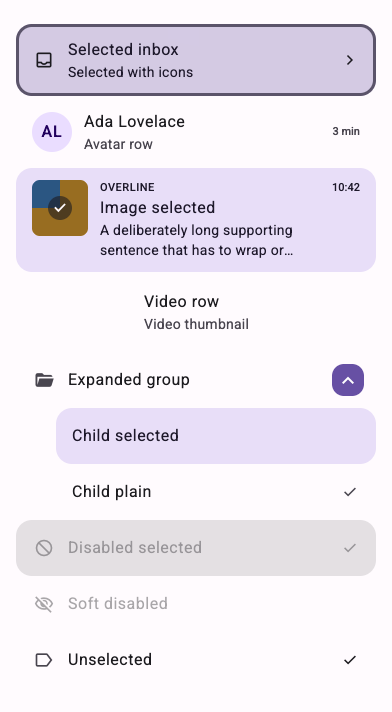 Selected inbox
Selected with icons
AL
Ada Lovelace
Avatar row
3 min
OVERLINE
10:42
Image selected
A deliberately long supporting
sentence that has to wrap or…
Video row
Video thumbnail
Expanded group
Child selected
Child plain
Disabled selected
Soft disabled
Unselected